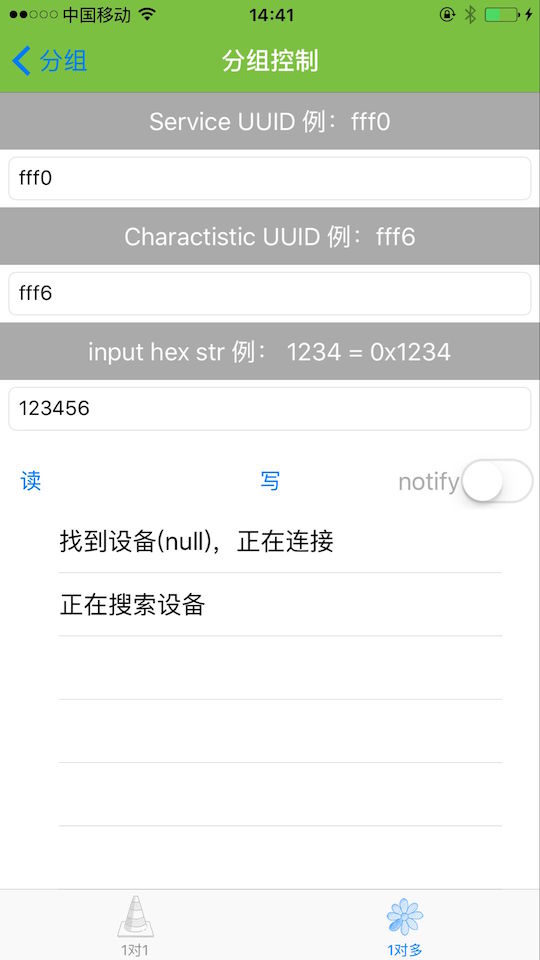 中国移动 14:41
分组 分组控制
Service UUID 例：fff0
fff0
Charactistic UUID 例：fff6
fff6
input hex str 例： 1234 = 0x1234
123456
读 写 notify
找到设备(null)，正在连接
正在搜索设备
1对1 1对多